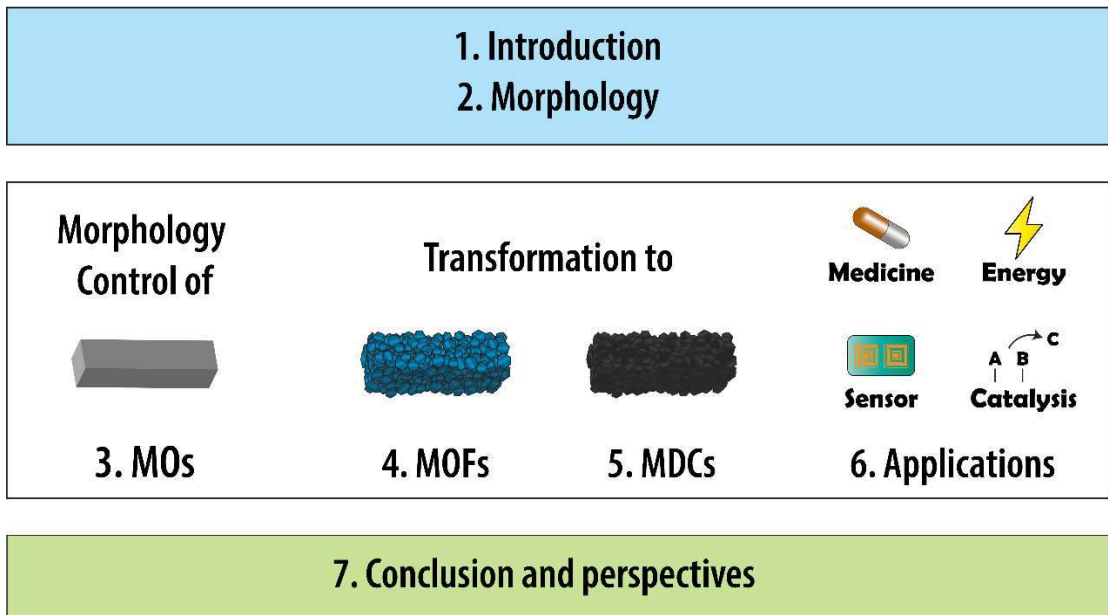 1. Introduction
2. Morphology
Morphology
Control of
3. MOs
Transformation to
4. MOFs
5. MDCs
Medicine
Energy
Sensor
A
B
C
Catalysis
6. Applications
7. Conclusion and perspectives